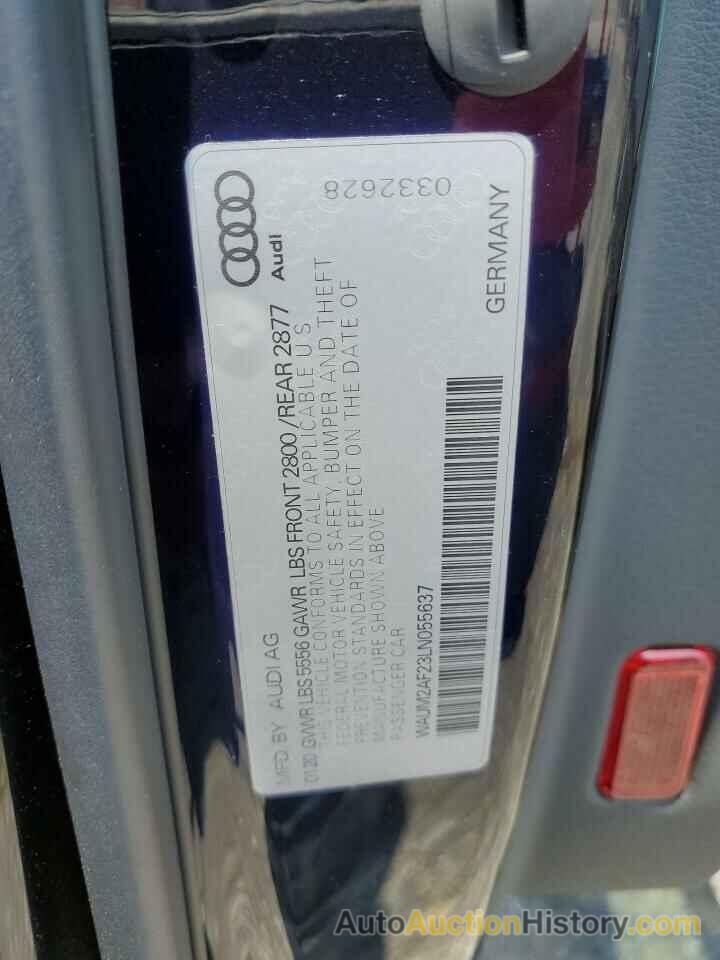 0332628
Audi
MFD BY AUDI AG
01.20 GVWR LBS 5556 GAWR LBS FRONT 2800/REAR 2877
THIS VEHICLE CONFORMS TO ALL APPLICABLE U S
FEDERAL MOTOR VEHICLE SAFETY, BUMPER AND THEFT
PREVENTION STANDARDS IN EFFECT ON THE DATE OF
MANUFACTURE SHOWN ABOVE
PASSENGER CAR
WAUM2AF23LN055637
GERMANY
AutoAuctionHistory.com